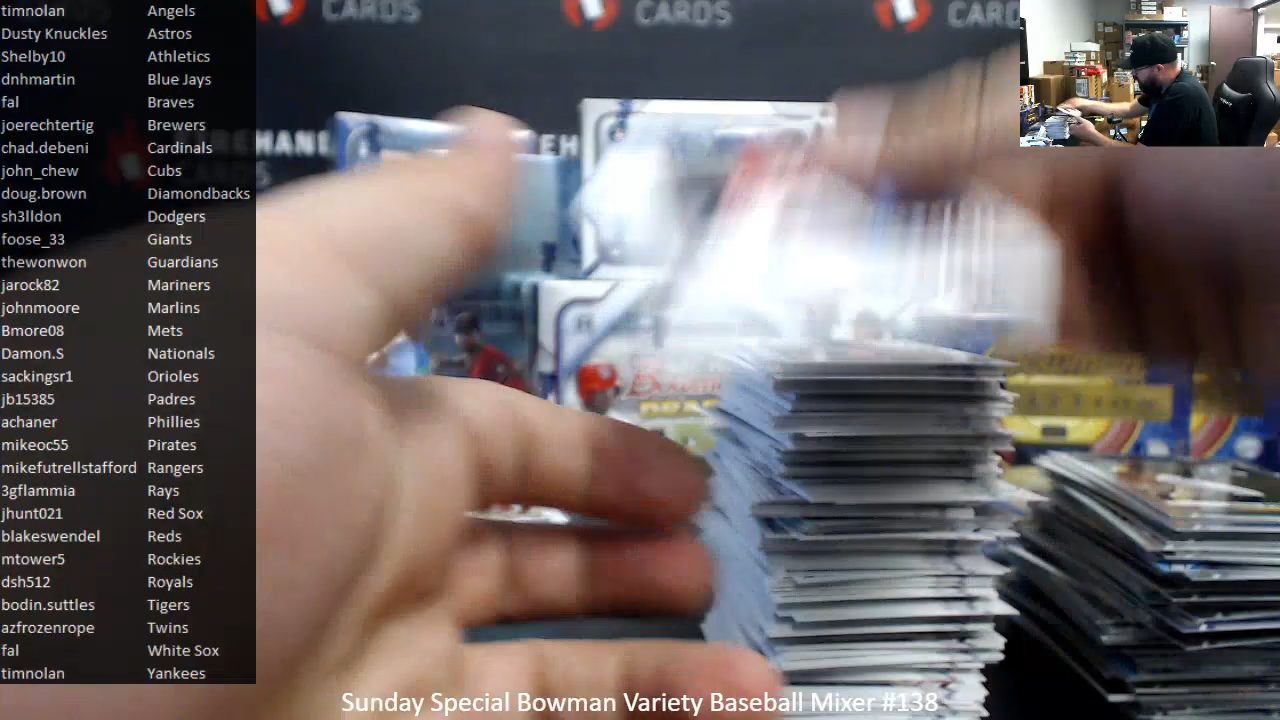 timnolan Angels
Dusty Knuckles Astros
Shelby10 Athletics
dnhmartin Blue Jays
fal Braves
joerechtertig Brewers
chad.debeni Cardinals
john_chew Cubs
doug.brown Diamondbacks
sh3lldon Dodgers
foose_33 Giants
thewonwon Guardians
jarock82 Mariners
johnmoore Marlins
Bmore08 Mets
Damon.S Nationals
sackingsr1 Orioles
jb15385 Padres
achaner Phillies
mikeoc55 Pirates
mikefutrellstafford Rangers
3gflammia Rays
jhunt021 Red Sox
blakeswendel Reds
mtower5 Rockies
dsh512 Royals
bodin.suttles Tigers
azfrozenrope Twins
fal White Sox
timnolan Yankees
CARDS CARDS CARD
Bowman
Sunday Special Bowman Variety Baseball Mixer #138